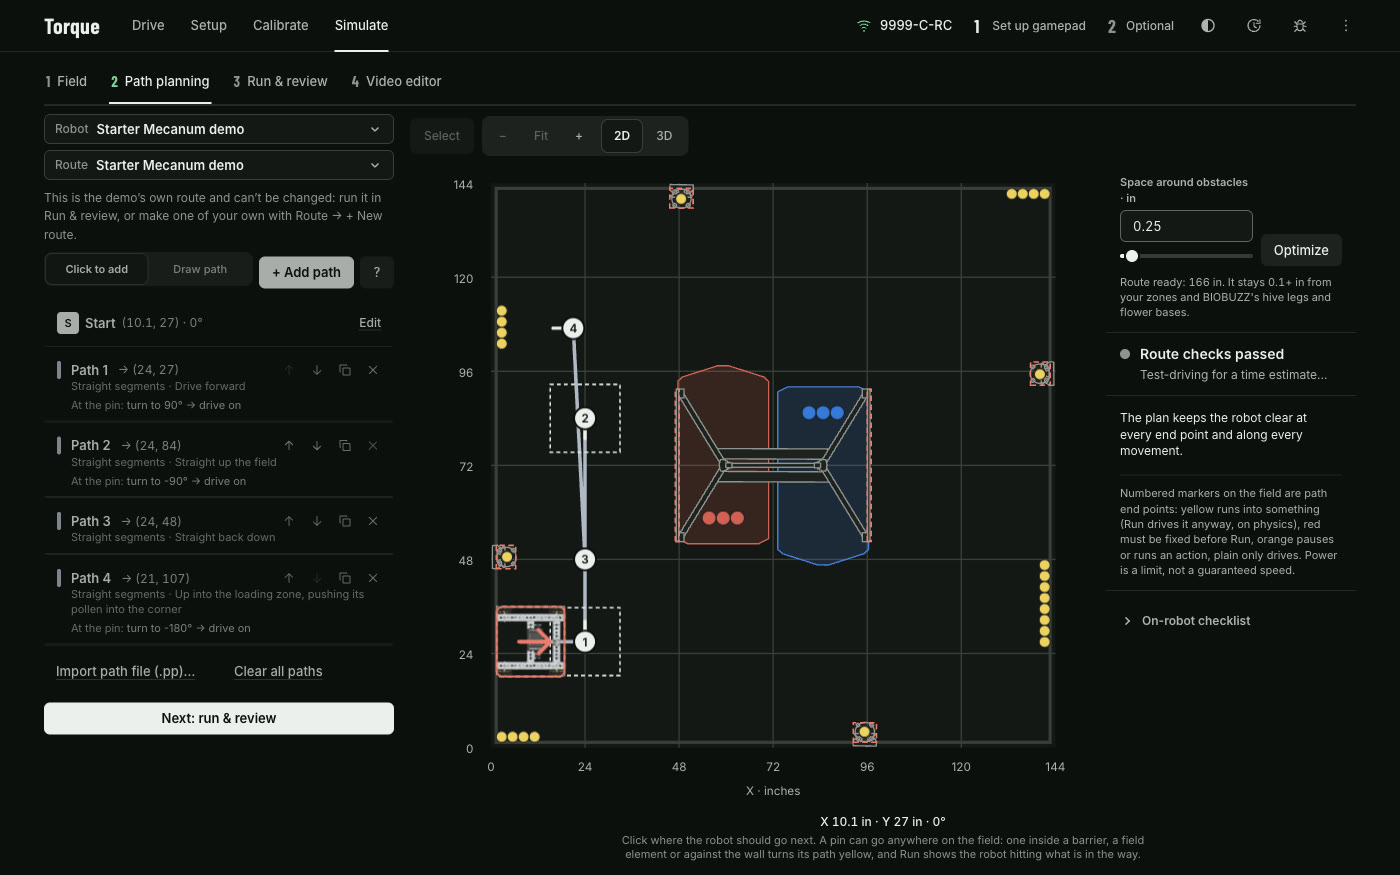 Torque
Drive
Setup
Calibrate
Simulate
9999-C-RC
1 Set up gamepad
2 Optional
1 Field
2 Path planning
3 Run & review
4 Video editor
Robot Starter Mecanum demo
Route Starter Mecanum demo
This is the demo's own route and can't be changed: run it in
Run & review, or make one of your own with Route → + New
route.
Click to add
Draw path
+ Add path
?
S Start (10.1, 27) · 0°
Edit
Path 1 → (24, 27)
Straight segments · Drive forward
At the pin: turn to 90° → drive on
Path 2 → (24, 84)
Straight segments · Straight up the field
At the pin: turn to -90° → drive on
Path 3 → (24, 48)
Straight segments · Straight back down
Path 4 → (21, 107)
Straight segments · Up into the loading zone, pushing its
pollen into the corner
At the pin: turn to -180° → drive on
Import path file (.pp)...
Clear all paths
Next: run & review
Select
−
Fit
+
2D
3D
144
120
96
72
48
24
0
4
2
3
1
0
24
48
72
96
120
144
X · inches
X 10.1 in · Y 27 in · 0°
Click where the robot should go next. A pin can go anywhere on the field: one inside a barrier, a field
element or against the wall turns its path yellow, and Run shows the robot hitting what is in the way.
Space around obstacles
· in
0.25
Optimize
Route ready: 166 in. It stays 0.1+ in from
your zones and BIOBUZZ's hive legs and
flower bases.
Route checks passed
Test-driving for a time estimate...
The plan keeps the robot clear at
every end point and along every
movement.
Numbered markers on the field are path
end points: yellow runs into something
(Run drives it anyway, on physics), red
must be fixed before Run, orange pauses
or runs an action, plain only drives. Power
is a limit, not a guaranteed speed.
On-robot checklist